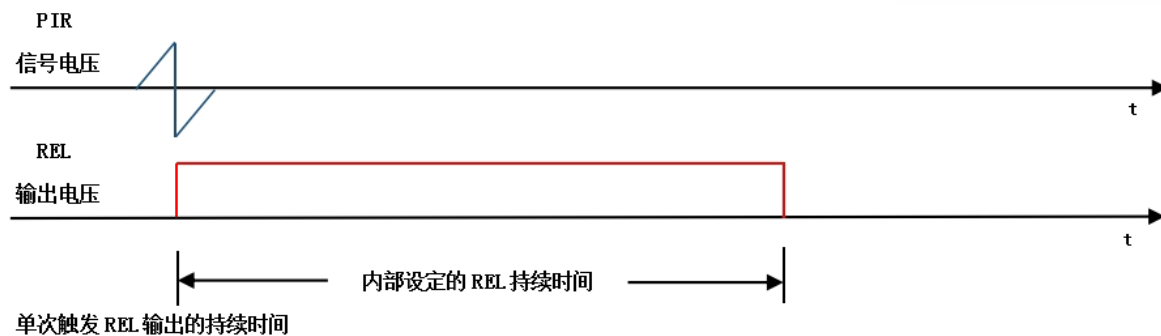 PIR
信号电压
t
REL
输出电压
t
内部设定的 REL 持续时间
单次触发 REL 输出的持续时间